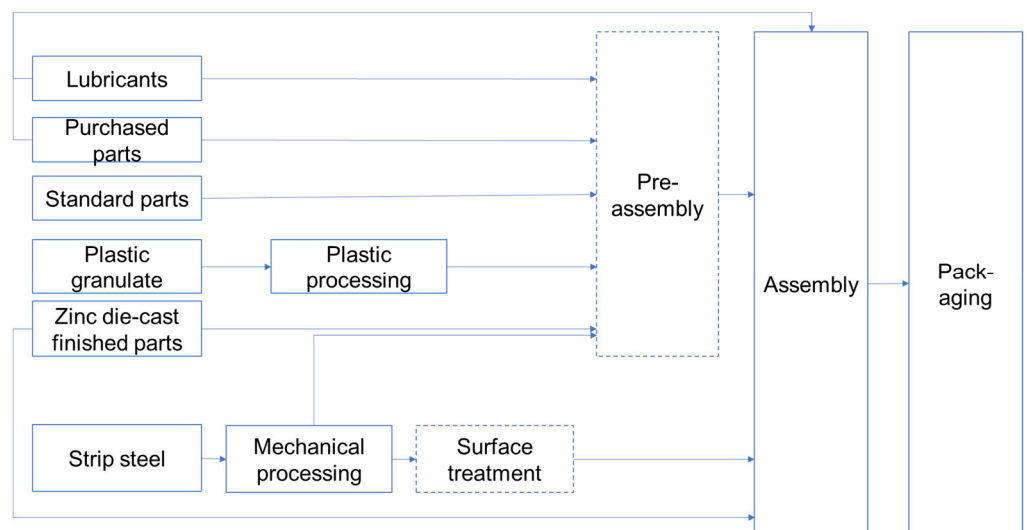 Lubricants
Purchased
parts
Standard parts
Plastic
granulate
Plastic
processing
Zinc die-cast
finished parts
Strip steel
Mechanical
processing
Surface
treatment
Pre-
assembly
Assembly
Pack-
aging